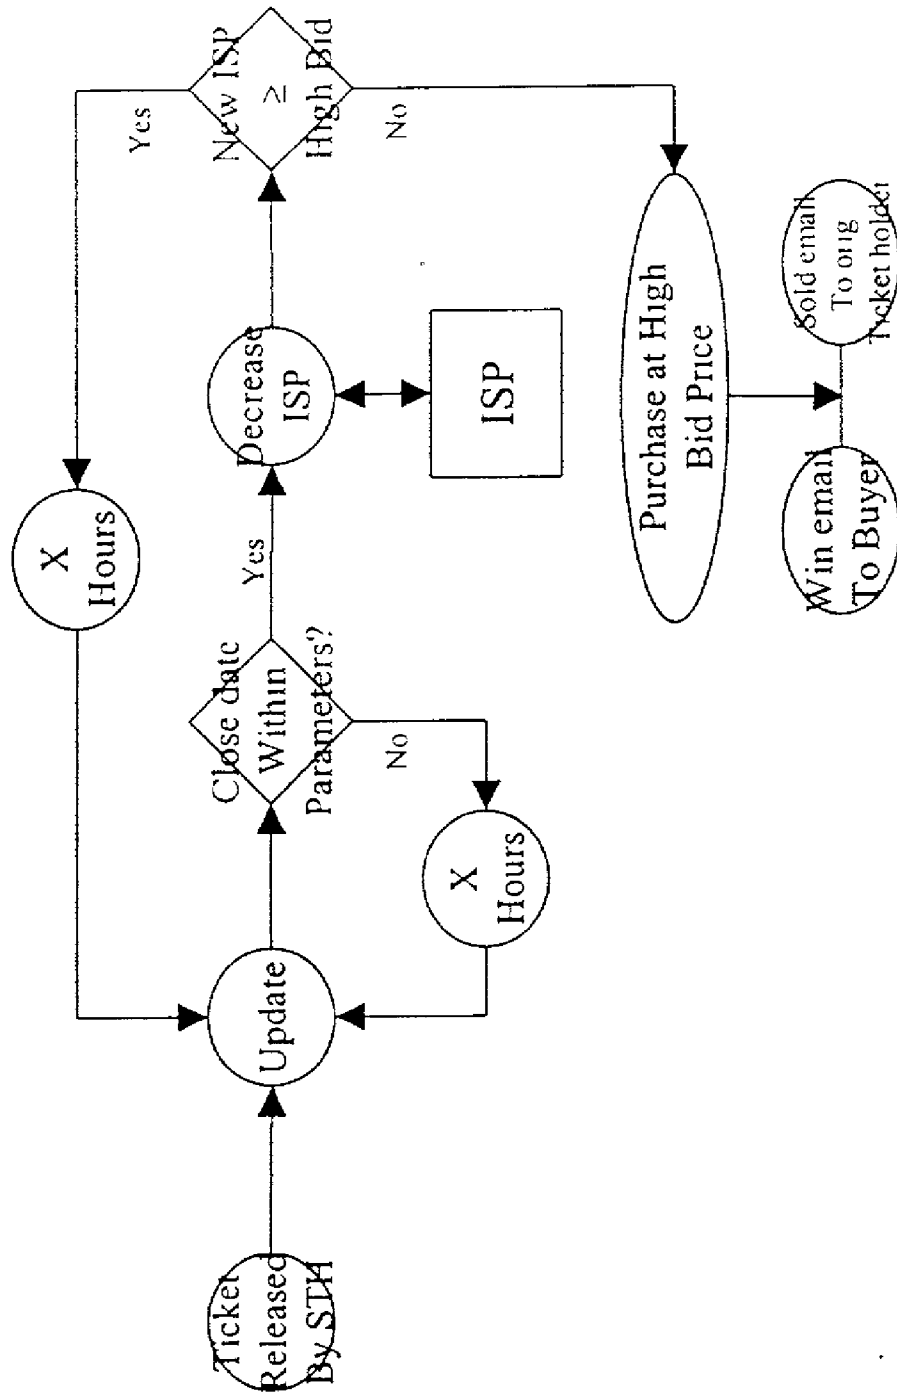 Ticket
Released
By STH
Update
X
Hours
Close date
Within
Parameters?
No
X
Hours
Yes
Decrease
ISP
ISP
New ISP
≥
High Bid
Yes
No
Purchase at High
Bid Price
Win email
To Buyer
Sold email
To orig
Ticket holder